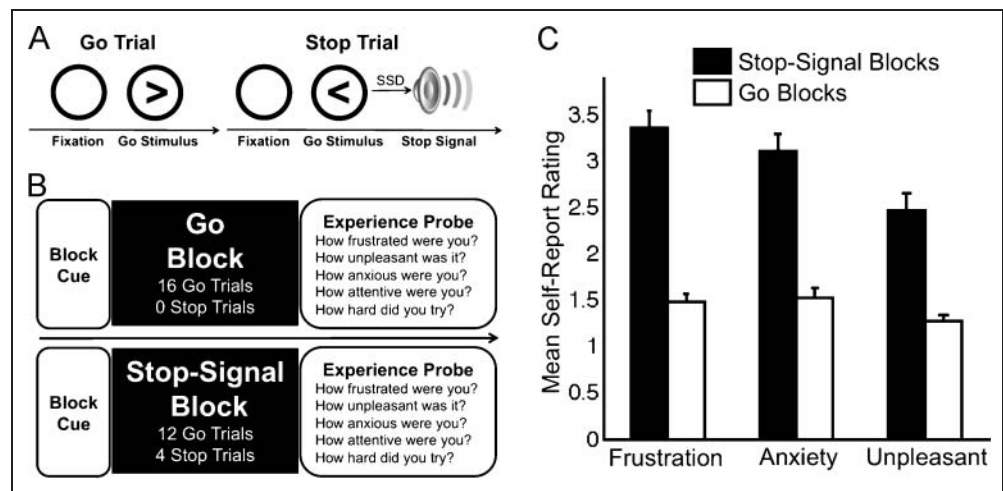 A
Go Trial
Stop Trial
>
<
SSD
Fixation
Go Stimulus
Fixation
Go Stimulus
Stop Signal
B
Block
Cue
Go
Block
16 Go Trials
0 Stop Trials
Experience Probe
How frustrated were you?
How unpleasant was it?
How anxious were you?
How attentive were you?
How hard did you try?
Block
Cue
Stop-Signal
Block
12 Go Trials
4 Stop Trials
Experience Probe
How frustrated were you?
How unpleasant was it?
How anxious were you?
How attentive were you?
How hard did you try?
C
Stop-Signal Blocks
Go Blocks
Mean Self-Report Rating
3.5
3
2.5
2
1.5
1
0.5
0
Frustration
Anxiety
Unpleasant